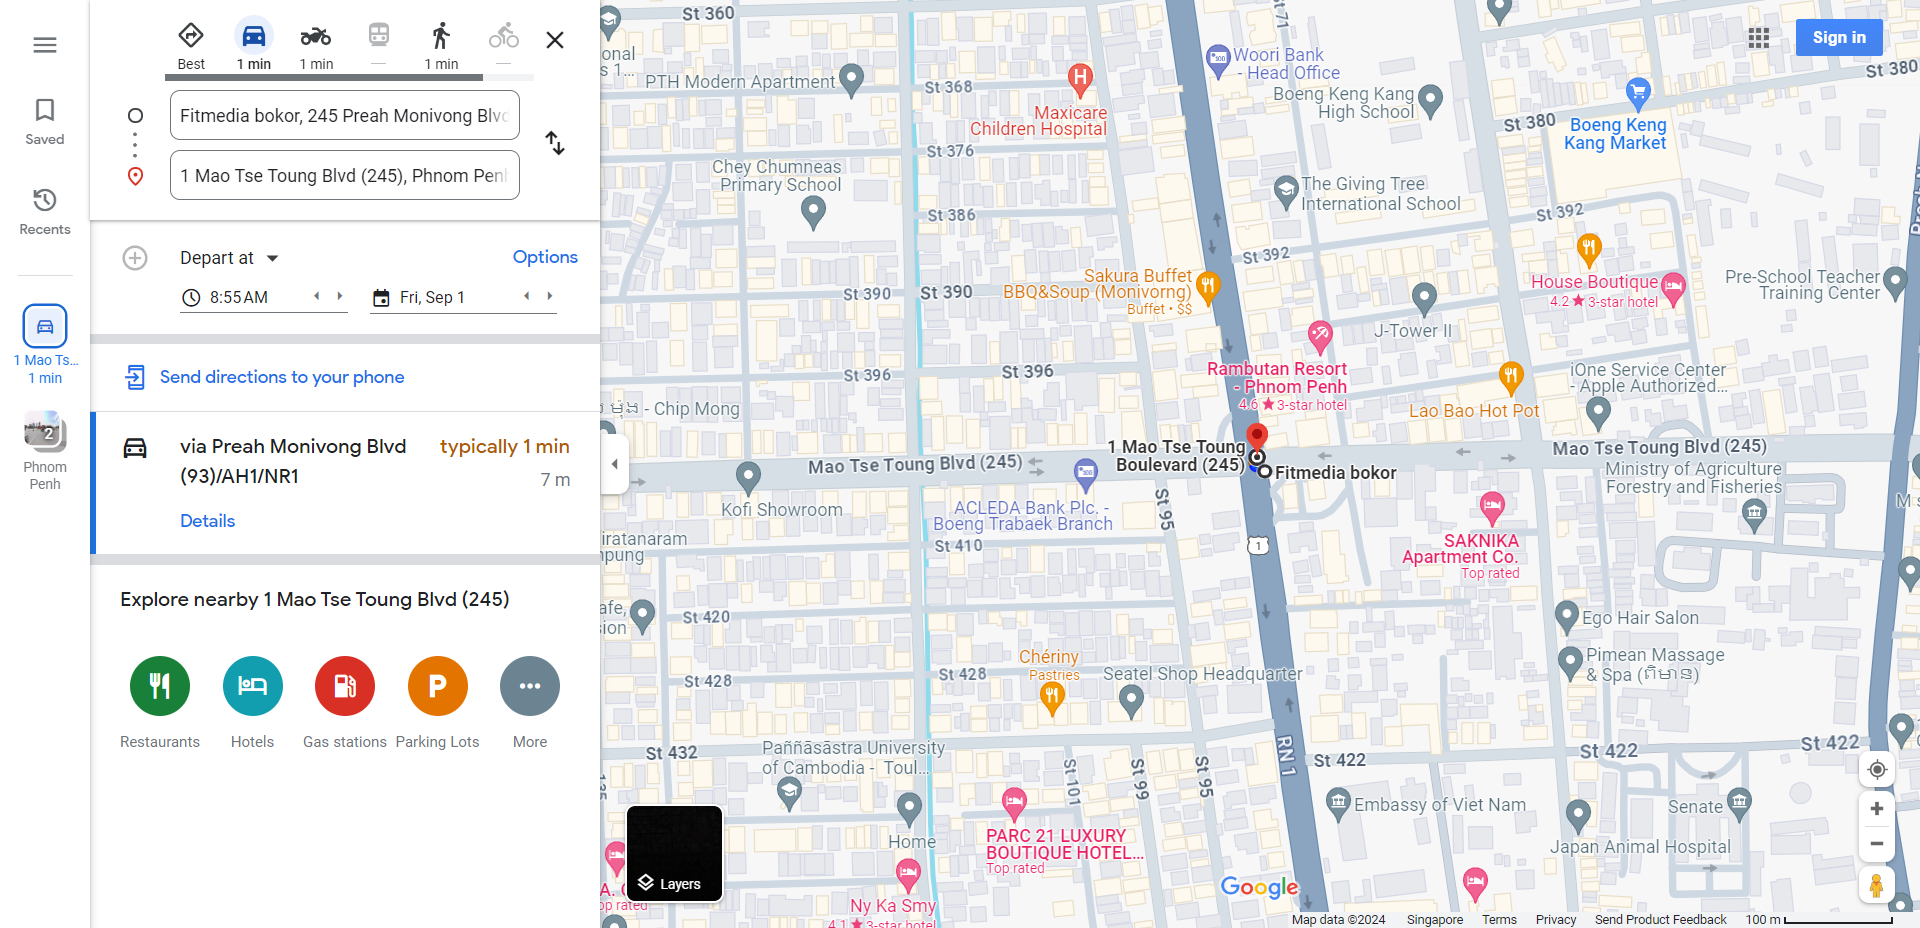 Saved
Recents
1 Mao Ts...
1 min
2
Phnom
Penh
Best
1 min
1 min
—
1 min
—
Fitmedia bokor, 245 Preah Monivong Blvd
1 Mao Tse Toung Blvd (245), Phnom Penh
Depart at
Options
8:55 AM
Fri, Sep 1
Send directions to your phone
via Preah Monivong Blvd
(93)/AH1/NR1
typically 1 min
7 m
Details
Explore nearby 1 Mao Tse Toung Blvd (245)
Restaurants
Hotels
P
Gas stations
Parking Lots
More
Sign in
St 360
St 71
Woori Bank
- Head Office
St 380
PTH Modern Apartment
St 368
H
Maxicare
Children Hospital
Boeng Keng Kang
High School
St 380
Boeng Keng
Kang Market
St 376
Chey Chumneas
Primary School
The Giving Tree
International School
St 386
St 392
St 392
Sakura Buffet
BBQ&Soup (Monivorng)
Buffet • $$
House Boutique
4.2 ★ 3-star hotel
Pre-School Teacher
Training Center
St 390
St 390
J-Tower II
St 396
St 396
Rambutan Resort
- Phnom Penh
4.6 ★ 3-star hotel
iOne Service Center
- Apple Authorized...
Lao Bao Hot Pot
- Chip Mong
1 Mao Tse Toung
Boulevard (245)
Mao Tse Toung Blvd (245)
Mao Tse Toung Blvd (245)
Fitmedia bokor
Ministry of Agriculture
Forestry and Fisheries
Kofi Showroom
ACLEDA Bank Plc. -
Boeng Trabaek Branch
St 95
SAKNIKA
Apartment Co.
Top rated
iratanaram
St 410
1
St 420
Ego Hair Salon
Chériny
Pastries
Seatel Shop Headquarter
Pimean Massage
& Spa (ពិមាន)
St 428
St 428
St 432
Paññāsāstra University
of Cambodia - Toul...
St 101
St 99
St 95
RN 1
St 422
St 422
St 422
Embassy of Viet Nam
Senate
Home
PARC 21 LUXURY
BOUTIQUE HOTEL...
Top rated
Japan Animal Hospital
Layers
Ny Ka Smy
4.1 ★ 3-star hotel
Google
Map data ©2024
Singapore
Terms
Privacy
Send Product Feedback
100 m